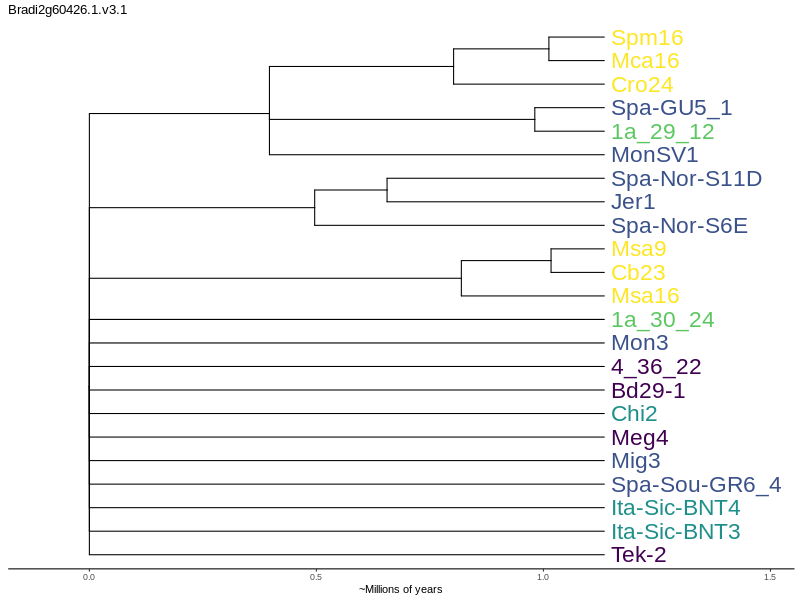 Bradi2g60426.1.v3.1
Spm16
Mca16
Cro24
Spa-GU5_1
1a_29_12
MonSV1
Spa-Nor-S11D
Jer1
Spa-Nor-S6E
Msa9
Cb23
Msa16
1a_30_24
Mon3
4_36_22
Bd29-1
Chi2
Meg4
Mig3
Spa-Sou-GR6_4
Ita-Sic-BNT4
Ita-Sic-BNT3
Tek-2
0.0 0.5 1.0 1.5
~Millions of years